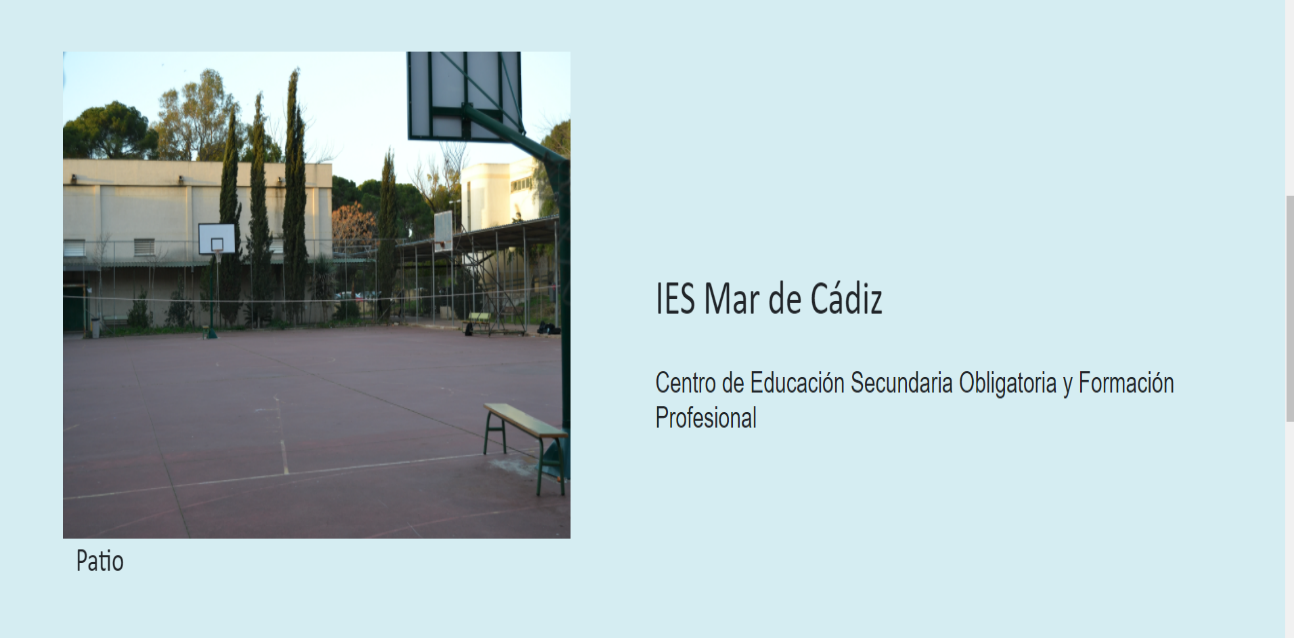 IES Mar de Cádiz
Centro de Educación Secundaria Obligatoria y Formación
Profesional
Patio